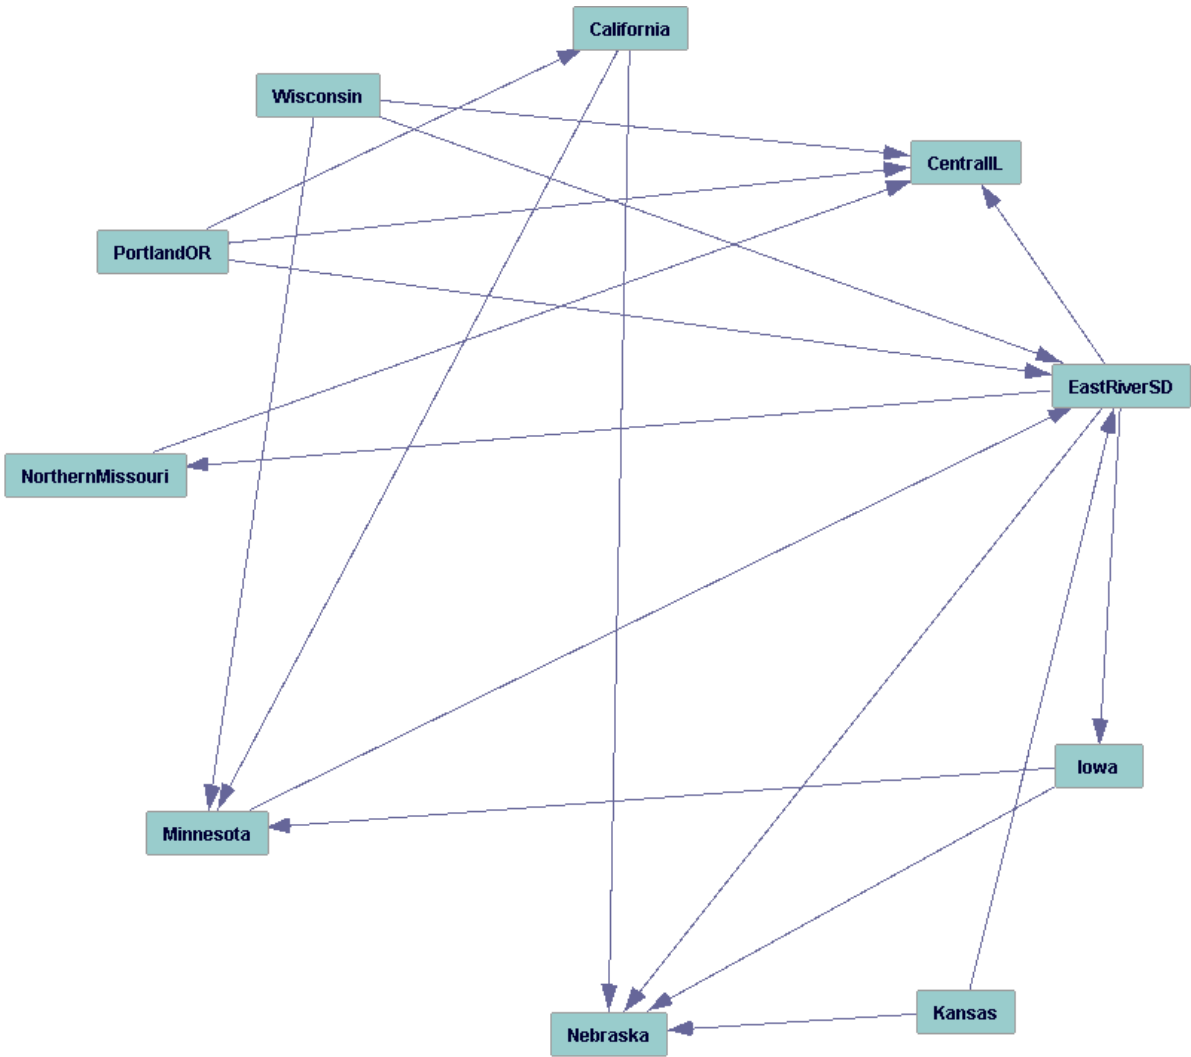 California
Wisconsin
CentralIL
PortlandOR
EastRiverSD
NorthernMissouri
Iowa
Minnesota
Kansas
Nebraska